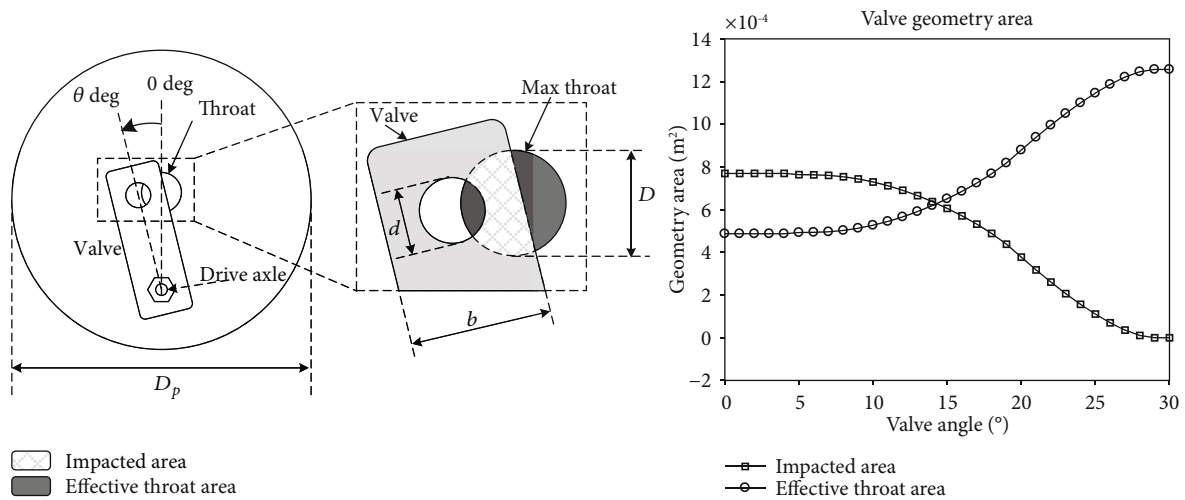 0 deg
θ deg
Throat
Valve
Drive axle
D_p
Max throat
Valve
d
D
b
Impacted area
Effective throat area
Valve geometry area
×10⁻⁴
14
12
10
8
6
4
2
0
−2
Geometry area (m²)
0 5 10 15 20 25 30
Valve angle (°)
Impacted area
Effective throat area